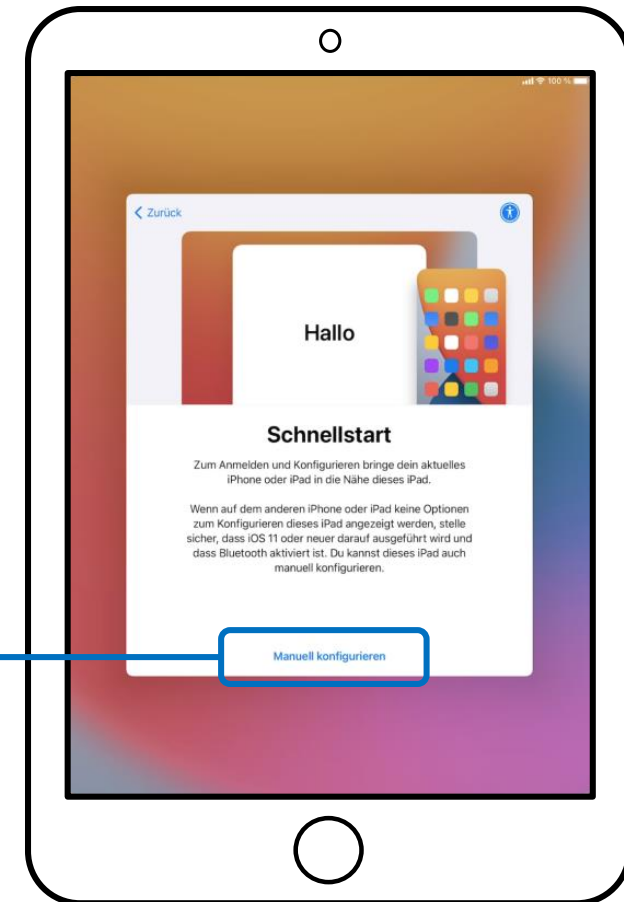 100 %
Zurück
Hallo
Schnellstart
Zum Anmelden und Konfigurieren bringe dein aktuelles
iPhone oder iPad in die Nähe dieses iPad.
Wenn auf dem anderen iPhone oder iPad keine Optionen
zum Konfigurieren dieses iPad angezeigt werden, stelle
sicher, dass iOS 11 oder neuer darauf ausgeführt wird und
dass Bluetooth aktiviert ist. Du kannst dieses iPad auch
manuell konfigurieren.
Manuell konfigurieren